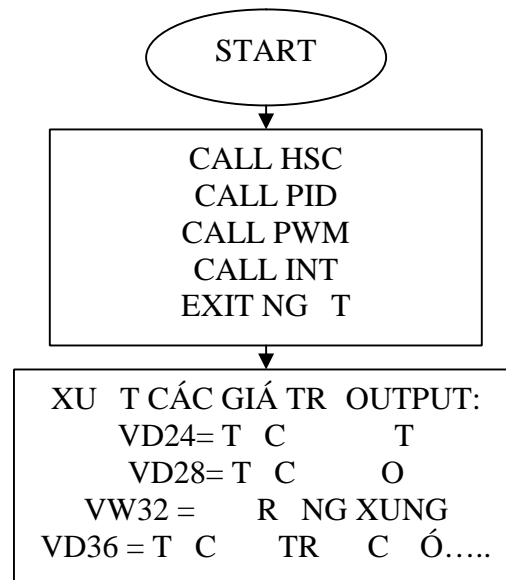 START
CALL HSC
CALL PID
CALL PWM
CALL INT
EXIT NG T
XU T CÁC GIÁ TR OUTPUT:
VD24= T C T
VD28= T C O
VW32 = R NG XUNG
VD36 = T C TR C Ó.....